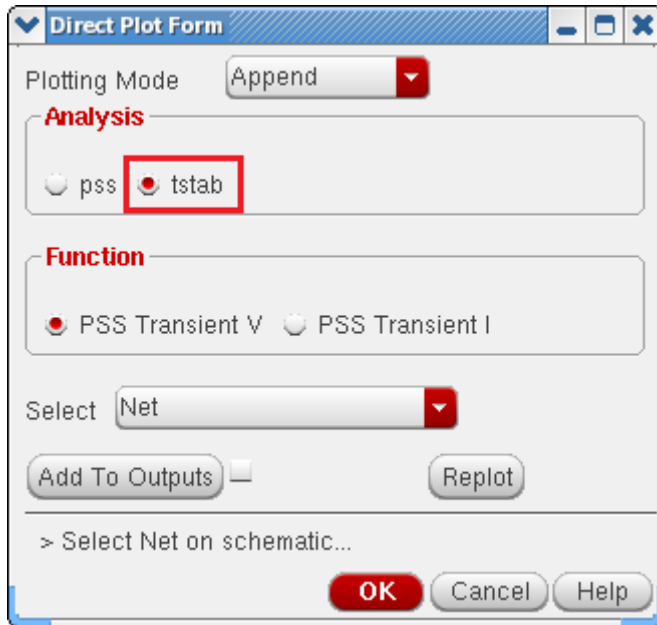 Direct Plot Form
Plotting Mode Append
Analysis
pss tstab
Function
PSS Transient V PSS Transient I
Select Net
Add To Outputs Replot
> Select Net on schematic...
OK Cancel Help